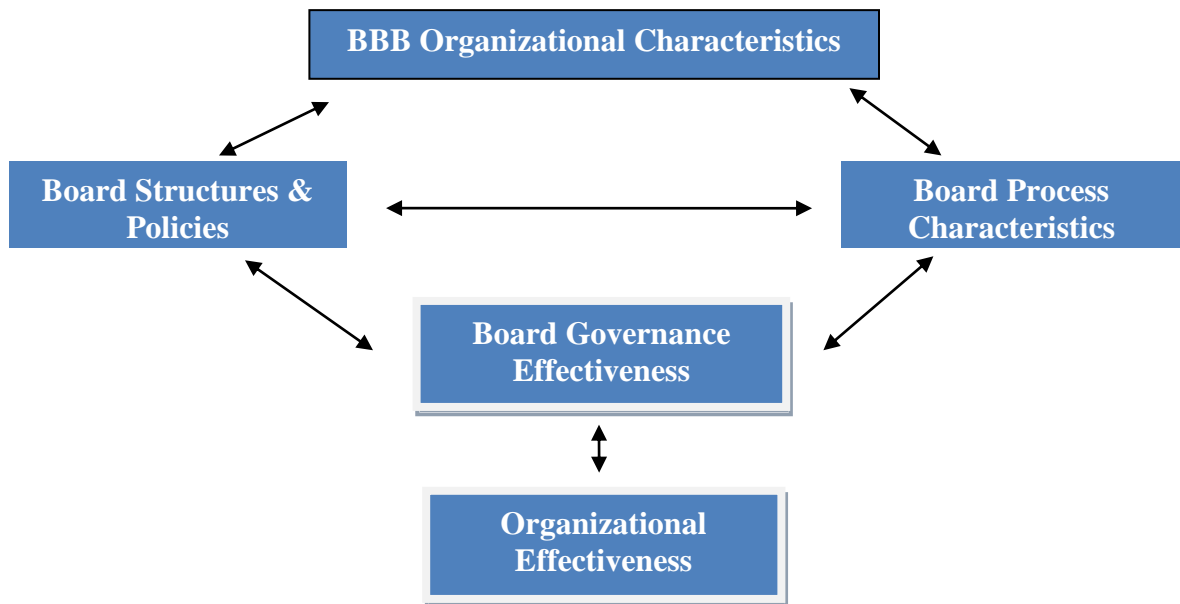 BBB Organizational Characteristics
Board Structures &
Policies
Board Process
Characteristics
Board Governance
Effectiveness
Organizational
Effectiveness